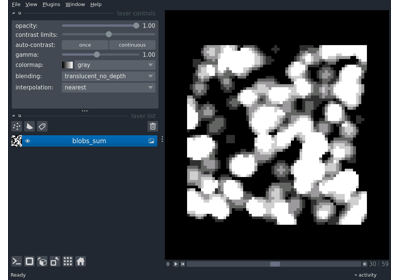 File View Plugins Window Help
layer controls
opacity: 1.00
contrast limits:
auto-contrast: once continuous
gamma: 1.00
colormap: gray
blending: translucent_no_depth
interpolation: nearest
layer list
blobs_sum
30 59
Ready activity